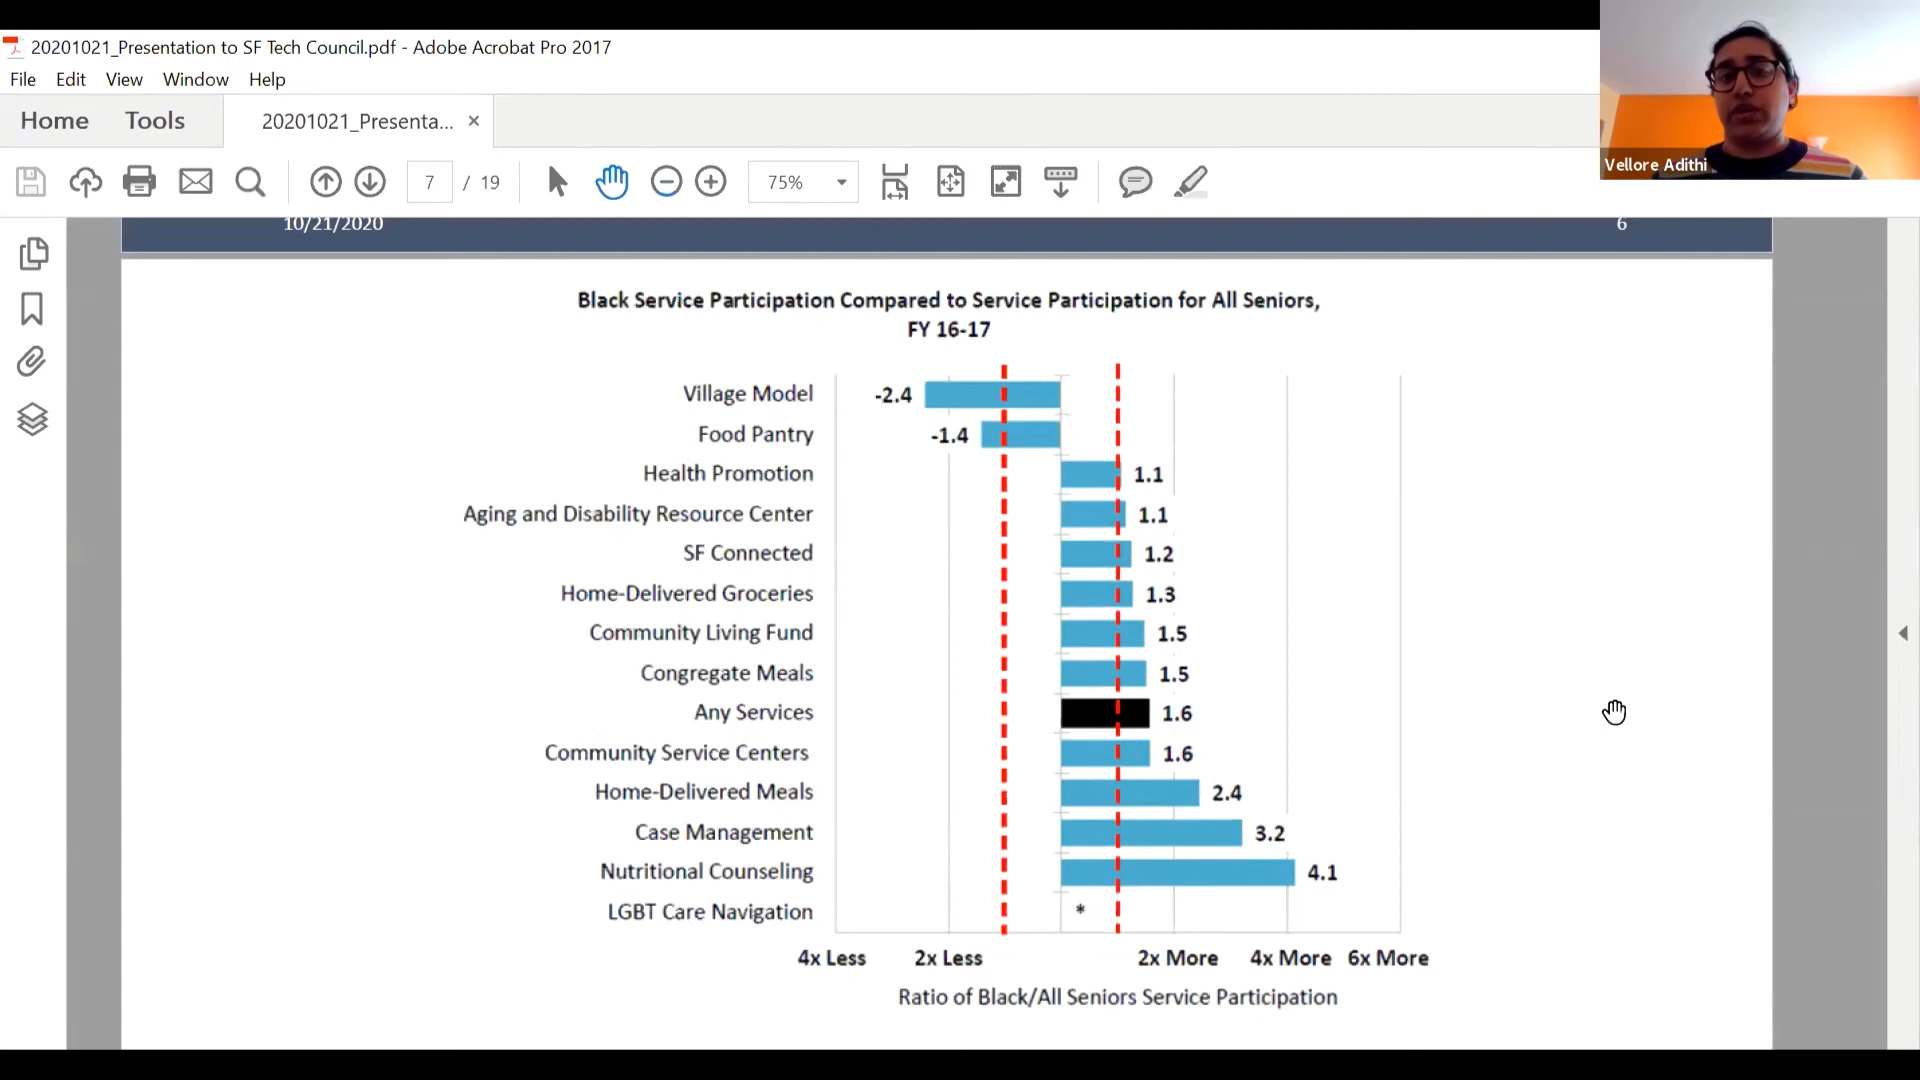 20201021_Presentation to SF Tech Council.pdf - Adobe Acrobat Pro 2017
File Edit View Window Help
Home Tools 20201021_Presenta... ×
7 / 19 75%
Vellore Adithi
10/21/2020 6
Black Service Participation Compared to Service Participation for All Seniors,
FY 16-17
Village Model -2.4
Food Pantry -1.4
Health Promotion 1.1
Aging and Disability Resource Center 1.1
SF Connected 1.2
Home-Delivered Groceries 1.3
Community Living Fund 1.5
Congregate Meals 1.5
Any Services 1.6
Community Service Centers 1.6
Home-Delivered Meals 2.4
Case Management 3.2
Nutritional Counseling 4.1
LGBT Care Navigation *
4x Less 2x Less 2x More 4x More 6x More
Ratio of Black/All Seniors Service Participation